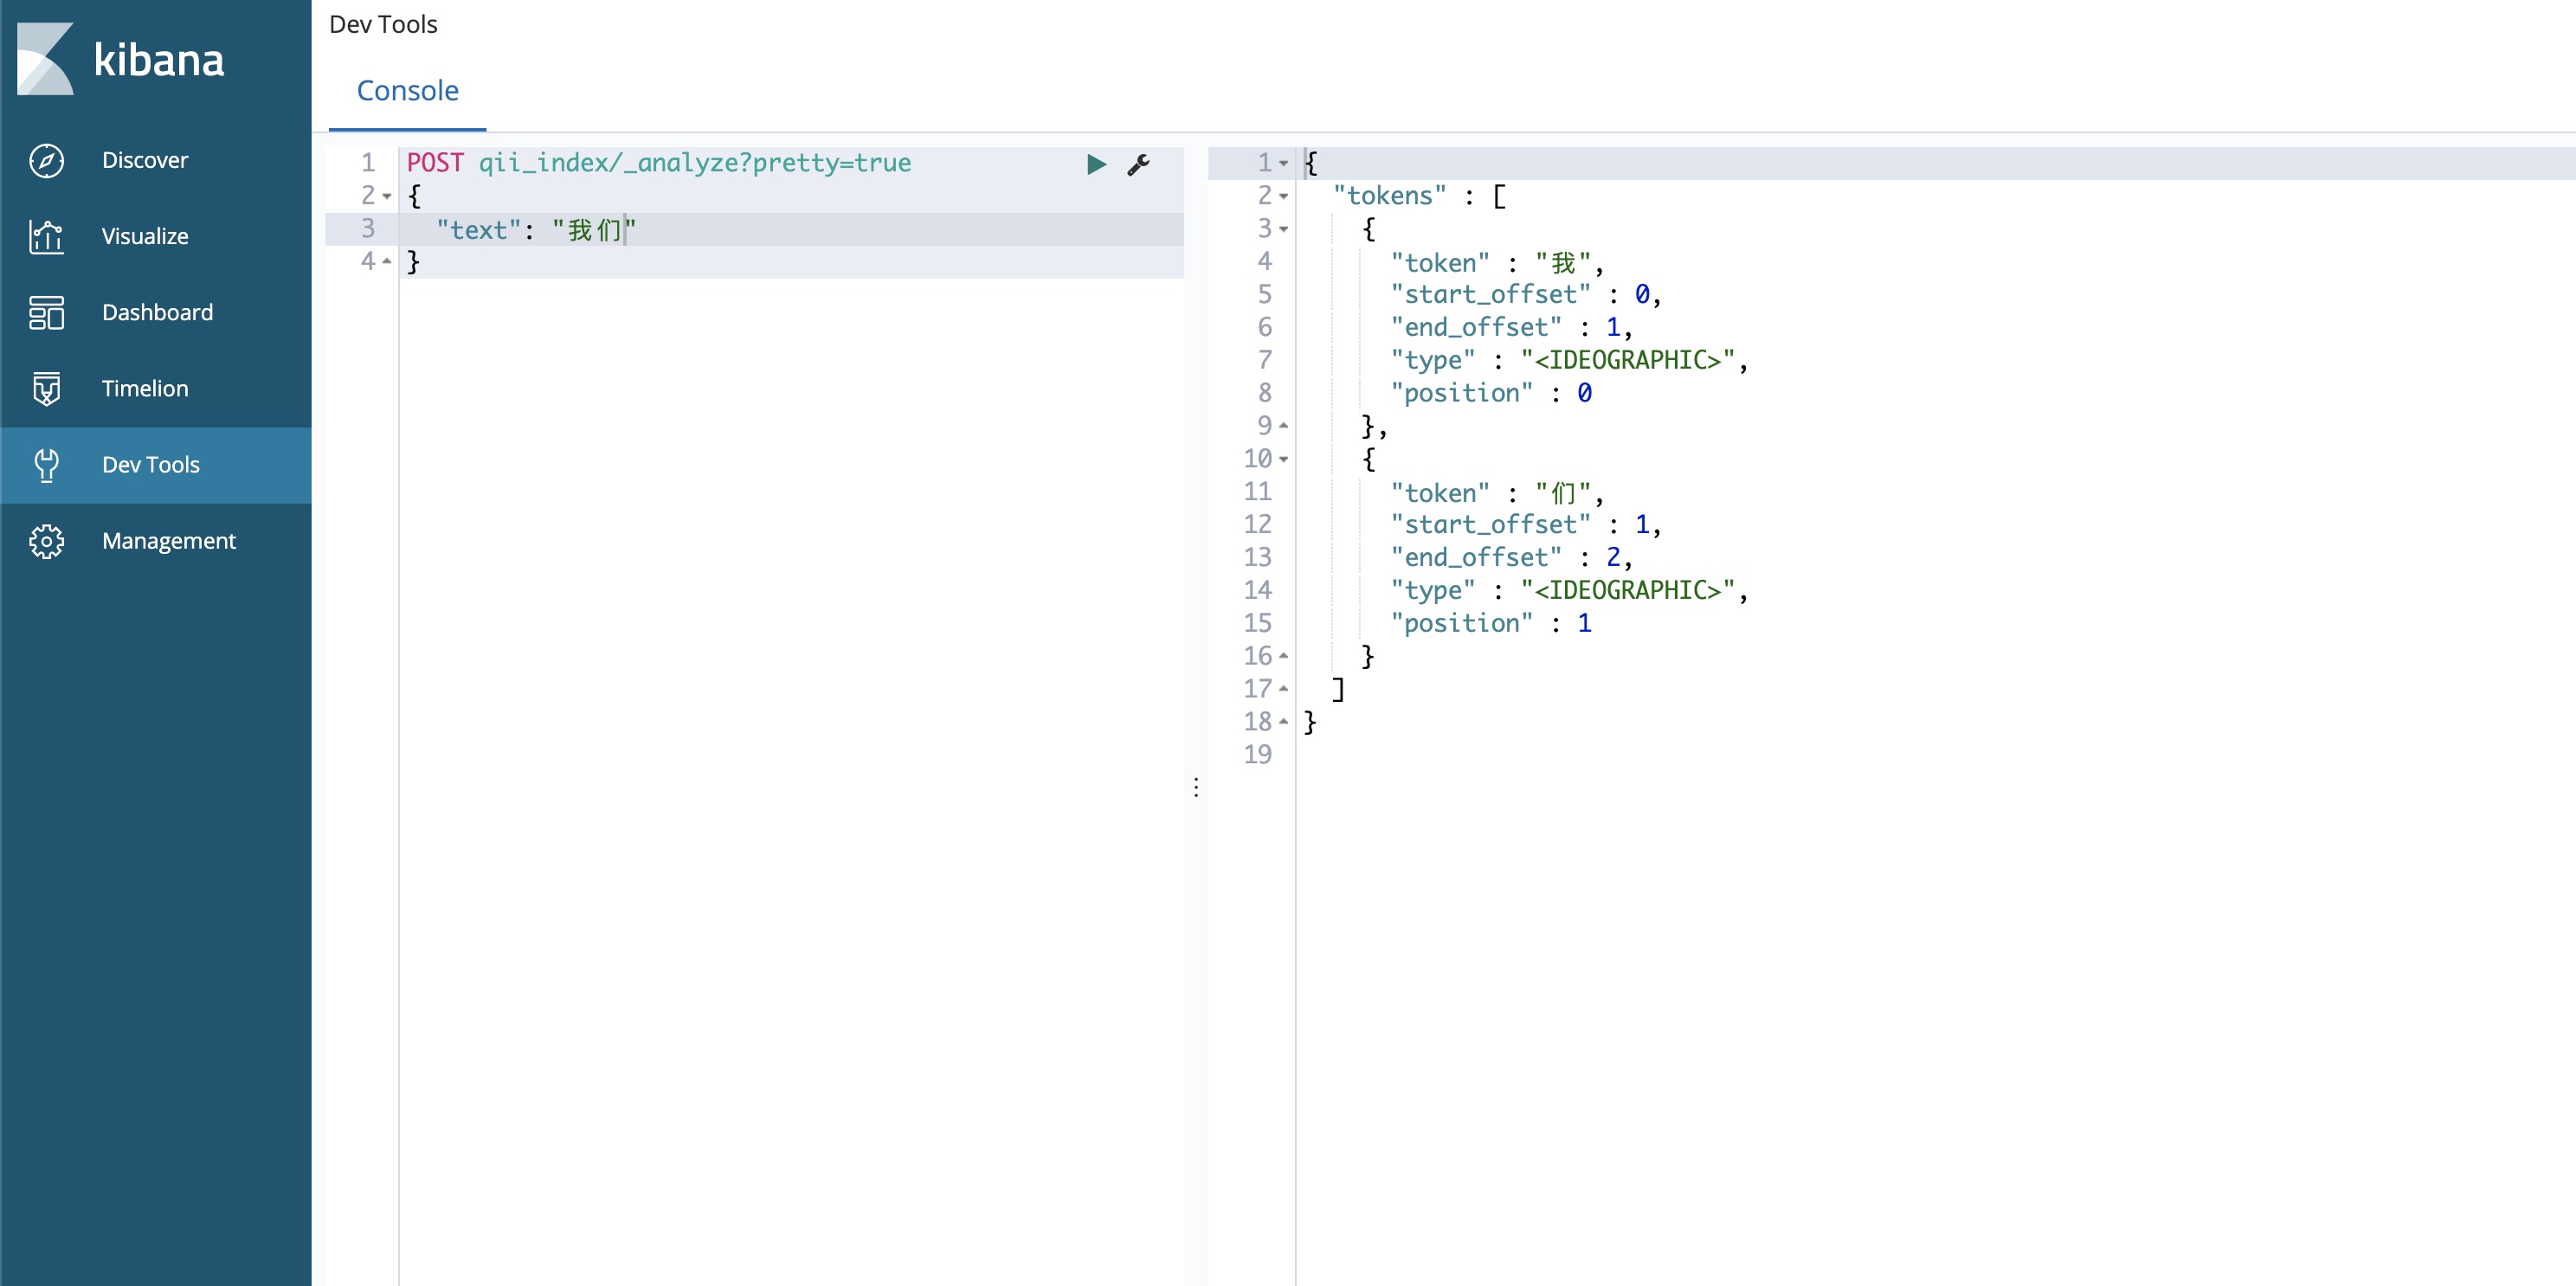 kibana
Discover
Visualize
Dashboard
Timelion
Dev Tools
Management
Dev Tools
Console
1 POST qii_index/_analyze?pretty=true
2 {
3 "text": "我们"
4 }
1 {
2 "tokens" : [
3 {
4 "token" : "我",
5 "start_offset" : 0,
6 "end_offset" : 1,
7 "type" : "<IDEOGRAPHIC>",
8 "position" : 0
9 },
10 {
11 "token" : "们",
12 "start_offset" : 1,
13 "end_offset" : 2,
14 "type" : "<IDEOGRAPHIC>",
15 "position" : 1
16 }
17 ]
18 }
19